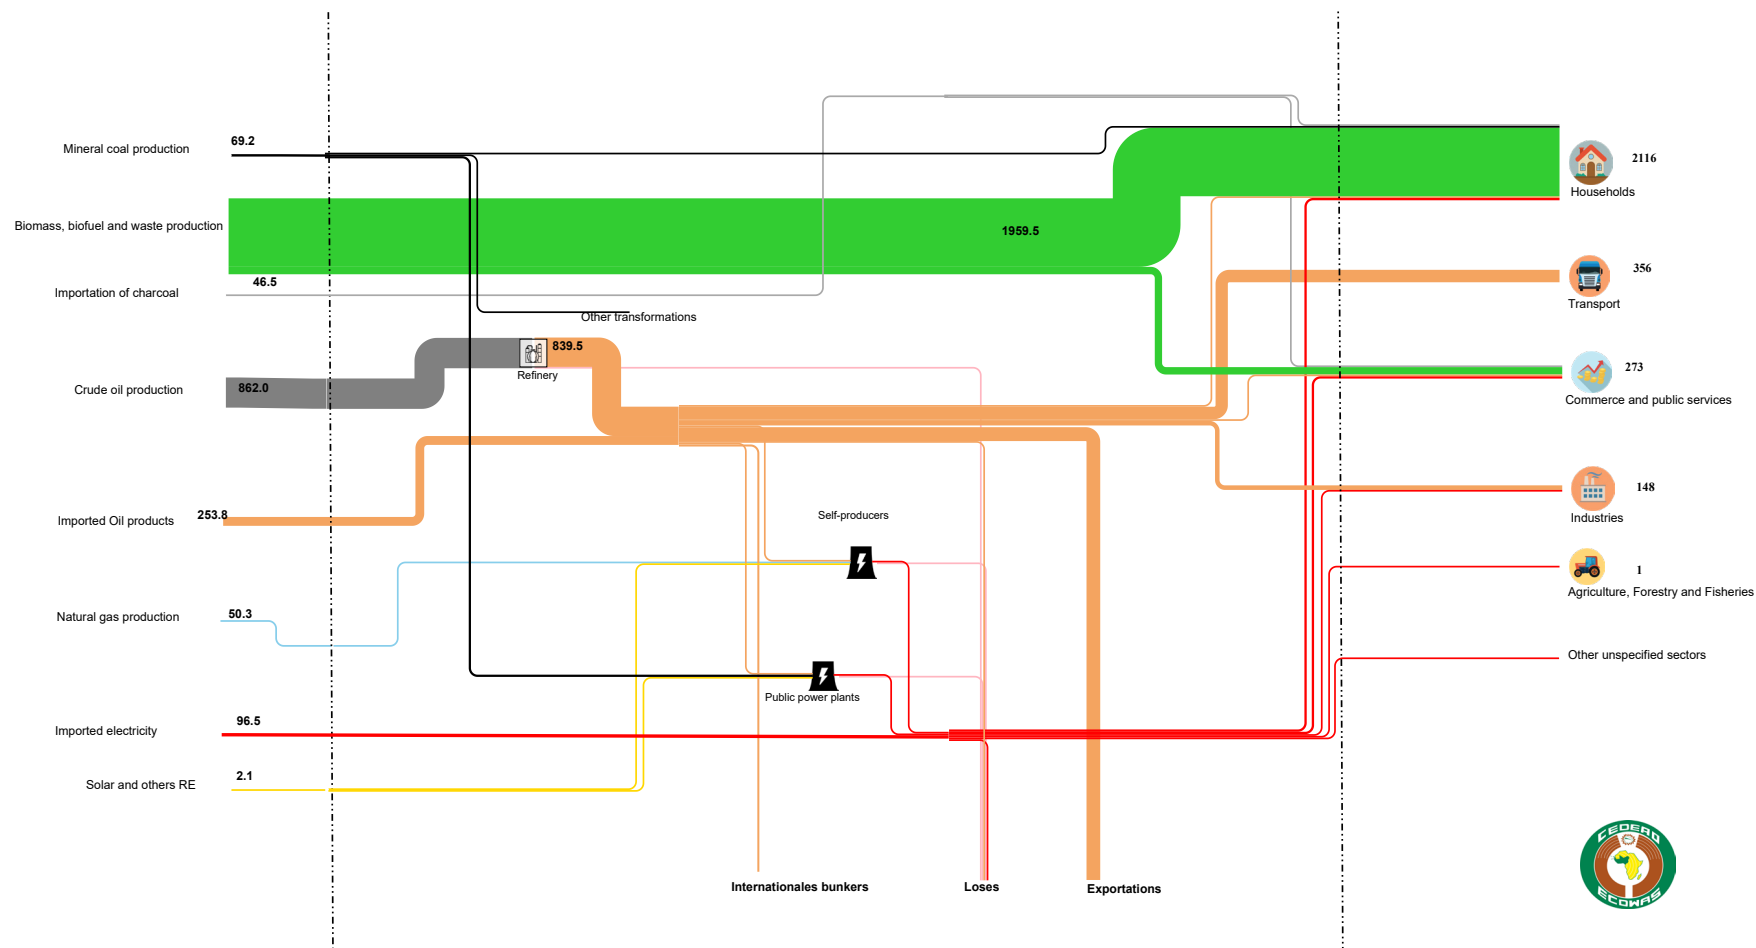 Mineral coal production
69.2
Households
2116
Biomass, biofuel and waste production
1959.5
Importation of charcoal
46.5
Transport
356
Other transformations
Crude oil production
862.0
Refinery
839.5
Commerce and public services
273
Imported Oil products
253.8
Self-producers
Industries
148
Agriculture, Forestry and Fisheries
1
Natural gas production
50.3
Other unspecified sectors
Public power plants
Imported electricity
96.5
Solar and others RE
2.1
Internationales bunkers
Loses
Exportations
CEDEAO
ECOWAS